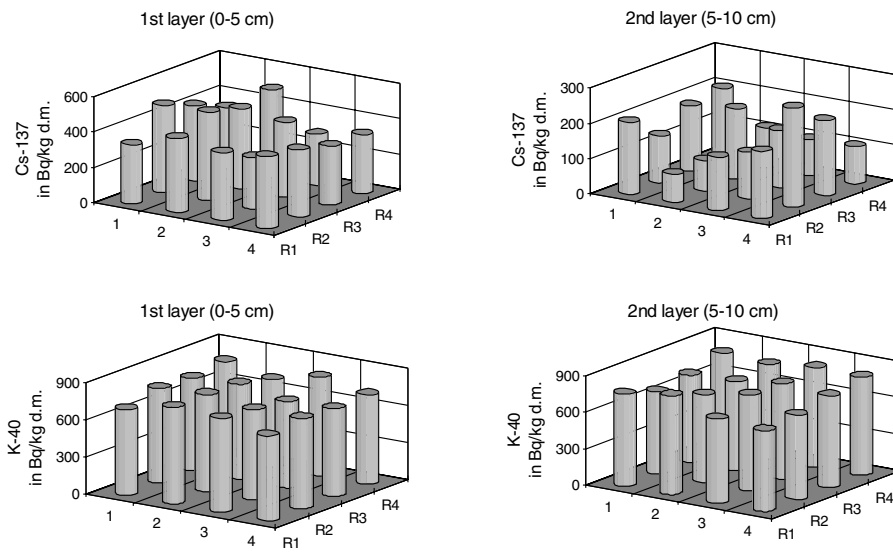 1st layer (0-5 cm)
600
400
200
0
Cs-137
in Bq/kg d.m.
1
2
3
4
R1
R2
R3
R4
2nd layer (5-10 cm)
300
200
100
0
Cs-137
in Bq/kg d.m.
1
2
3
4
R1
R2
R3
R4
1st layer (0-5 cm)
900
600
300
0
K-40
in Bq/kg d.m.
1
2
3
4
R1
R2
R3
R4
2nd layer (5-10 cm)
900
600
300
0
K-40
in Bq/kg d.m.
1
2
3
4
R1
R2
R3
R4